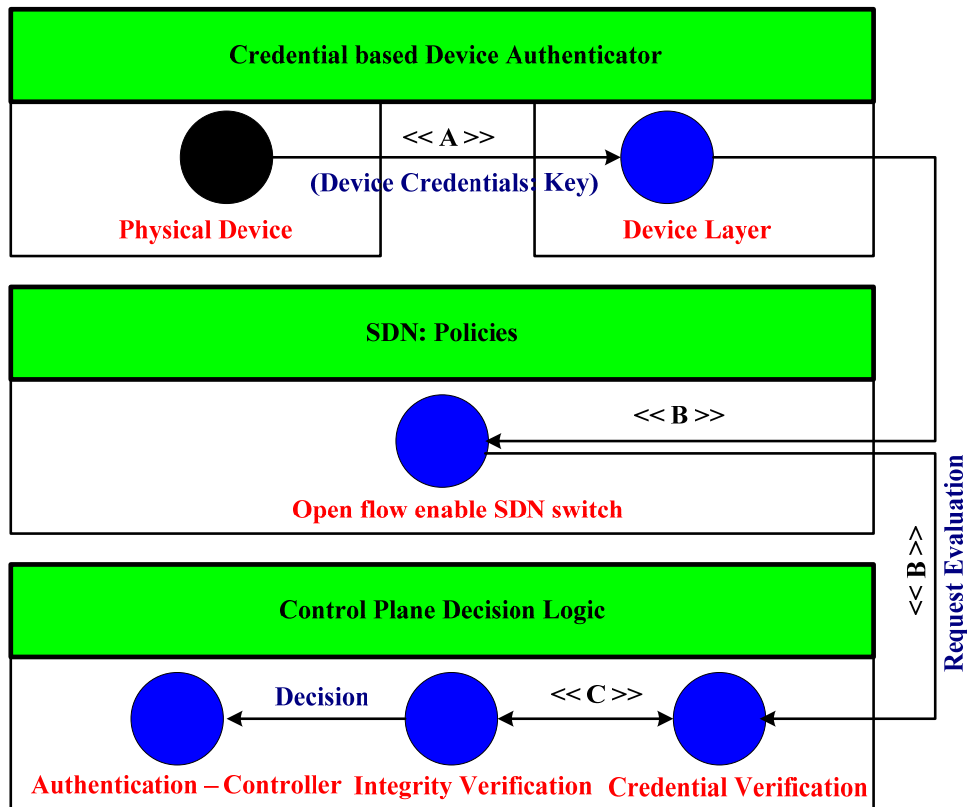 Credential based Device Authenticator
<< A >>
(Device Credentials: Key)
Physical Device
Device Layer
SDN: Policies
<< B >>
Open flow enable SDN switch
<< B >>
Request Evaluation
Control Plane Decision Logic
Decision
<< C >>
Authentication – Controller
Integrity Verification
Credential Verification